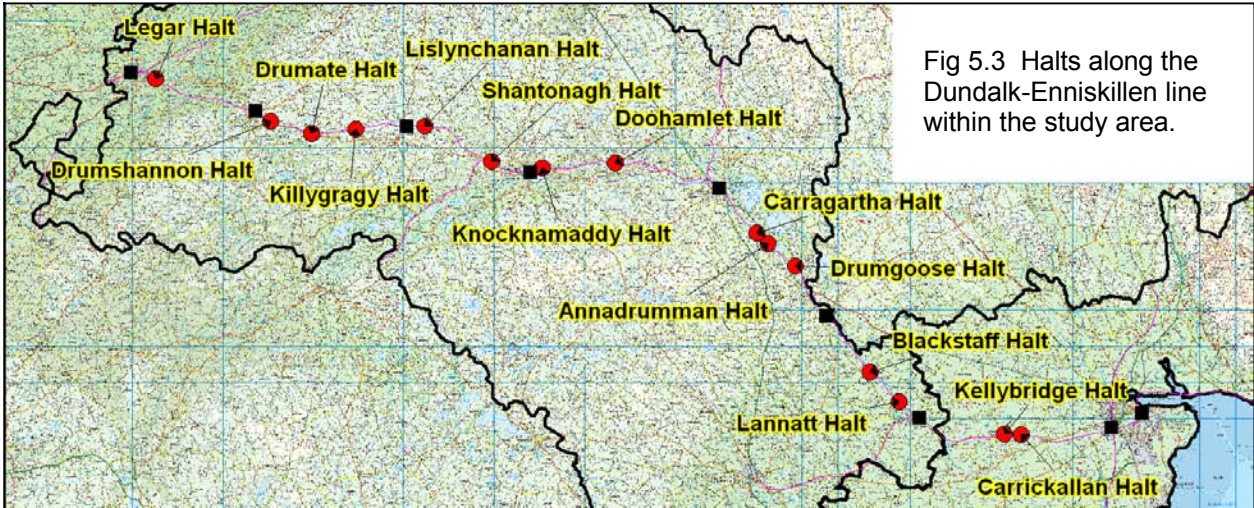 Legar Halt
Lislynchanan Halt
Drumate Halt
Shantonagh Halt
Doohamlet Halt
Fig 5.3 Halts along the
Dundalk-Enniskillen line
within the study area.
Drumshannon Halt
Killygragy Halt
Knocknamaddy Halt
Carragartha Halt
Drumgoose Halt
Annadrumman Halt
Blackstaff Halt
Kellybridge Halt
Lannatt Halt
Carrickallan Halt